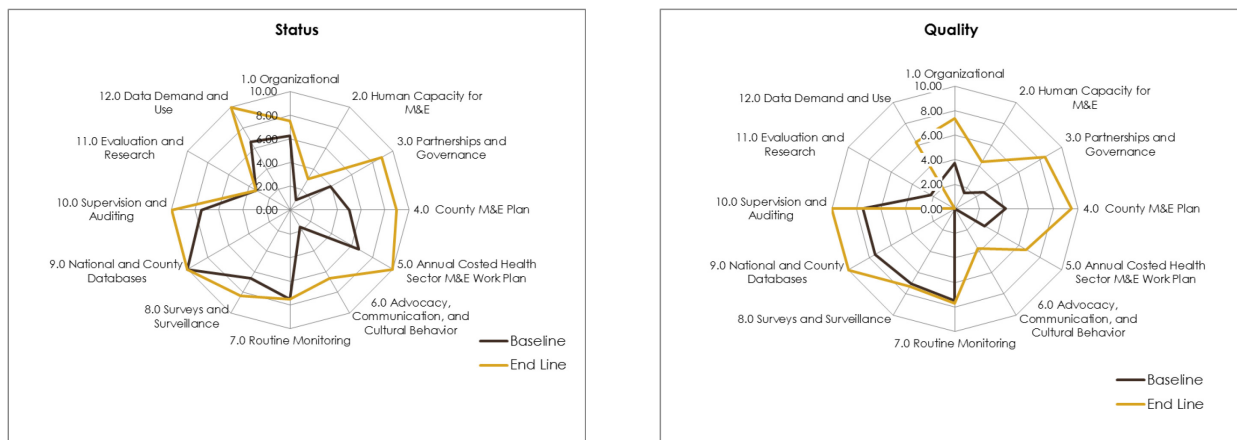 Status
1.0 Organizational
10.00
8.00
6.00
4.00
2.00
0.00
2.0 Human Capacity for
M&E
3.0 Partnerships and
Governance
4.0 County M&E Plan
5.0 Annual Costed Health
Sector M&E Work Plan
6.0 Advocacy,
Communication, and
Cultural Behavior
7.0 Routine Monitoring
8.0 Surveys and
Surveillance
9.0 National and County
Databases
10.0 Supervision and
Auditing
11.0 Evaluation and
Research
12.0 Data Demand and
Use
Baseline
End Line
Quality
1.0 Organizational
10.00
8.00
6.00
4.00
2.00
0.00
2.0 Human Capacity for
M&E
3.0 Partnerships and
Governance
4.0 County M&E Plan
5.0 Annual Costed Health
Sector M&E Work Plan
6.0 Advocacy,
Communication, and
Cultural Behavior
7.0 Routine Monitoring
8.0 Surveys and Surveillance
9.0 National and County
Databases
10.0 Supervision and
Auditing
11.0 Evaluation and
Research
12.0 Data Demand and Use
Baseline
End Line